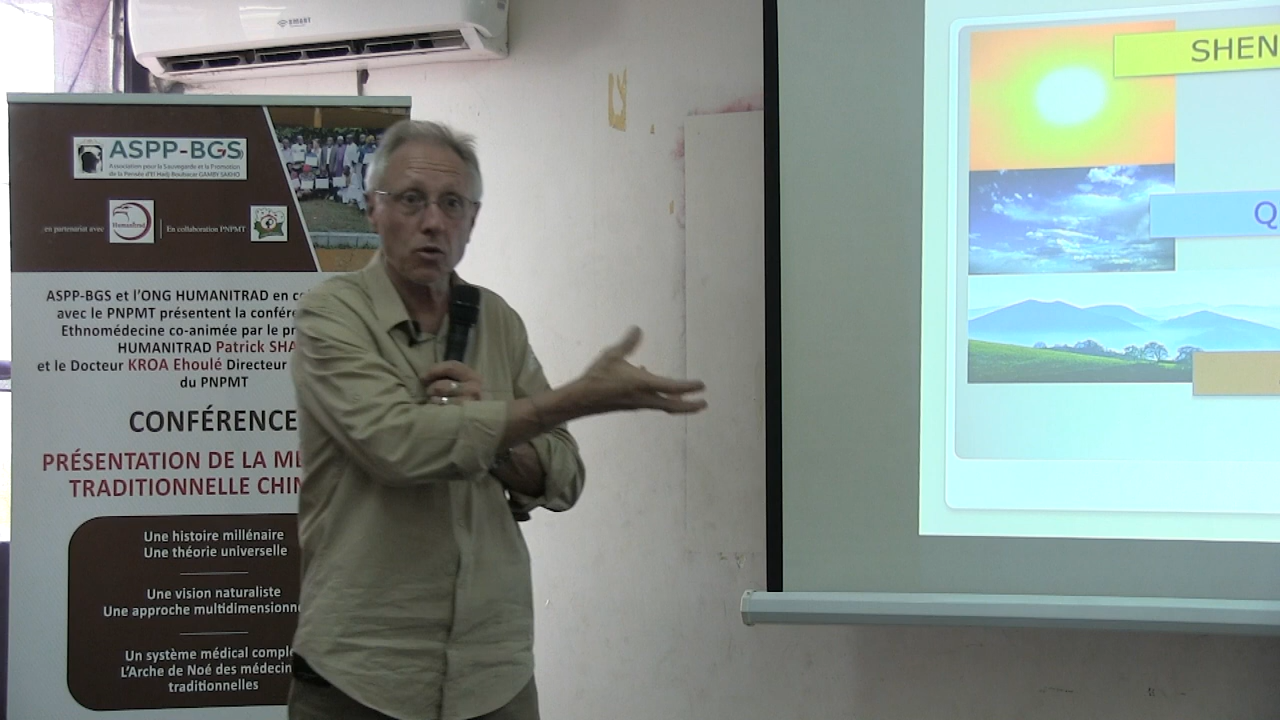 SMART
ASPP-BGS
Association pour la Sauvegarde et la Promotion
de la Pensée d'El Hadj Boubacar GAMBY SAKHO
en partenariat avec
Humanitrad
En collaboration PNPMT
ASPP-BGS et l'ONG HUMANITRAD en co
avec le PNPMT présentent la confére
Ethnomédecine co-animée par le pr
HUMANITRAD Patrick SHA
et le Docteur KROA Ehoulé Directeur
du PNPMT
CONFÉRENCE
PRÉSENTATION DE LA MÉ
TRADITIONNELLE CHIN
Une histoire millénaire
Une théorie universelle
Une vision naturaliste
Une approche multidimensionne
Un système médical comple
L'Arche de Noé des médecin
traditionnelles
SHEN
Q